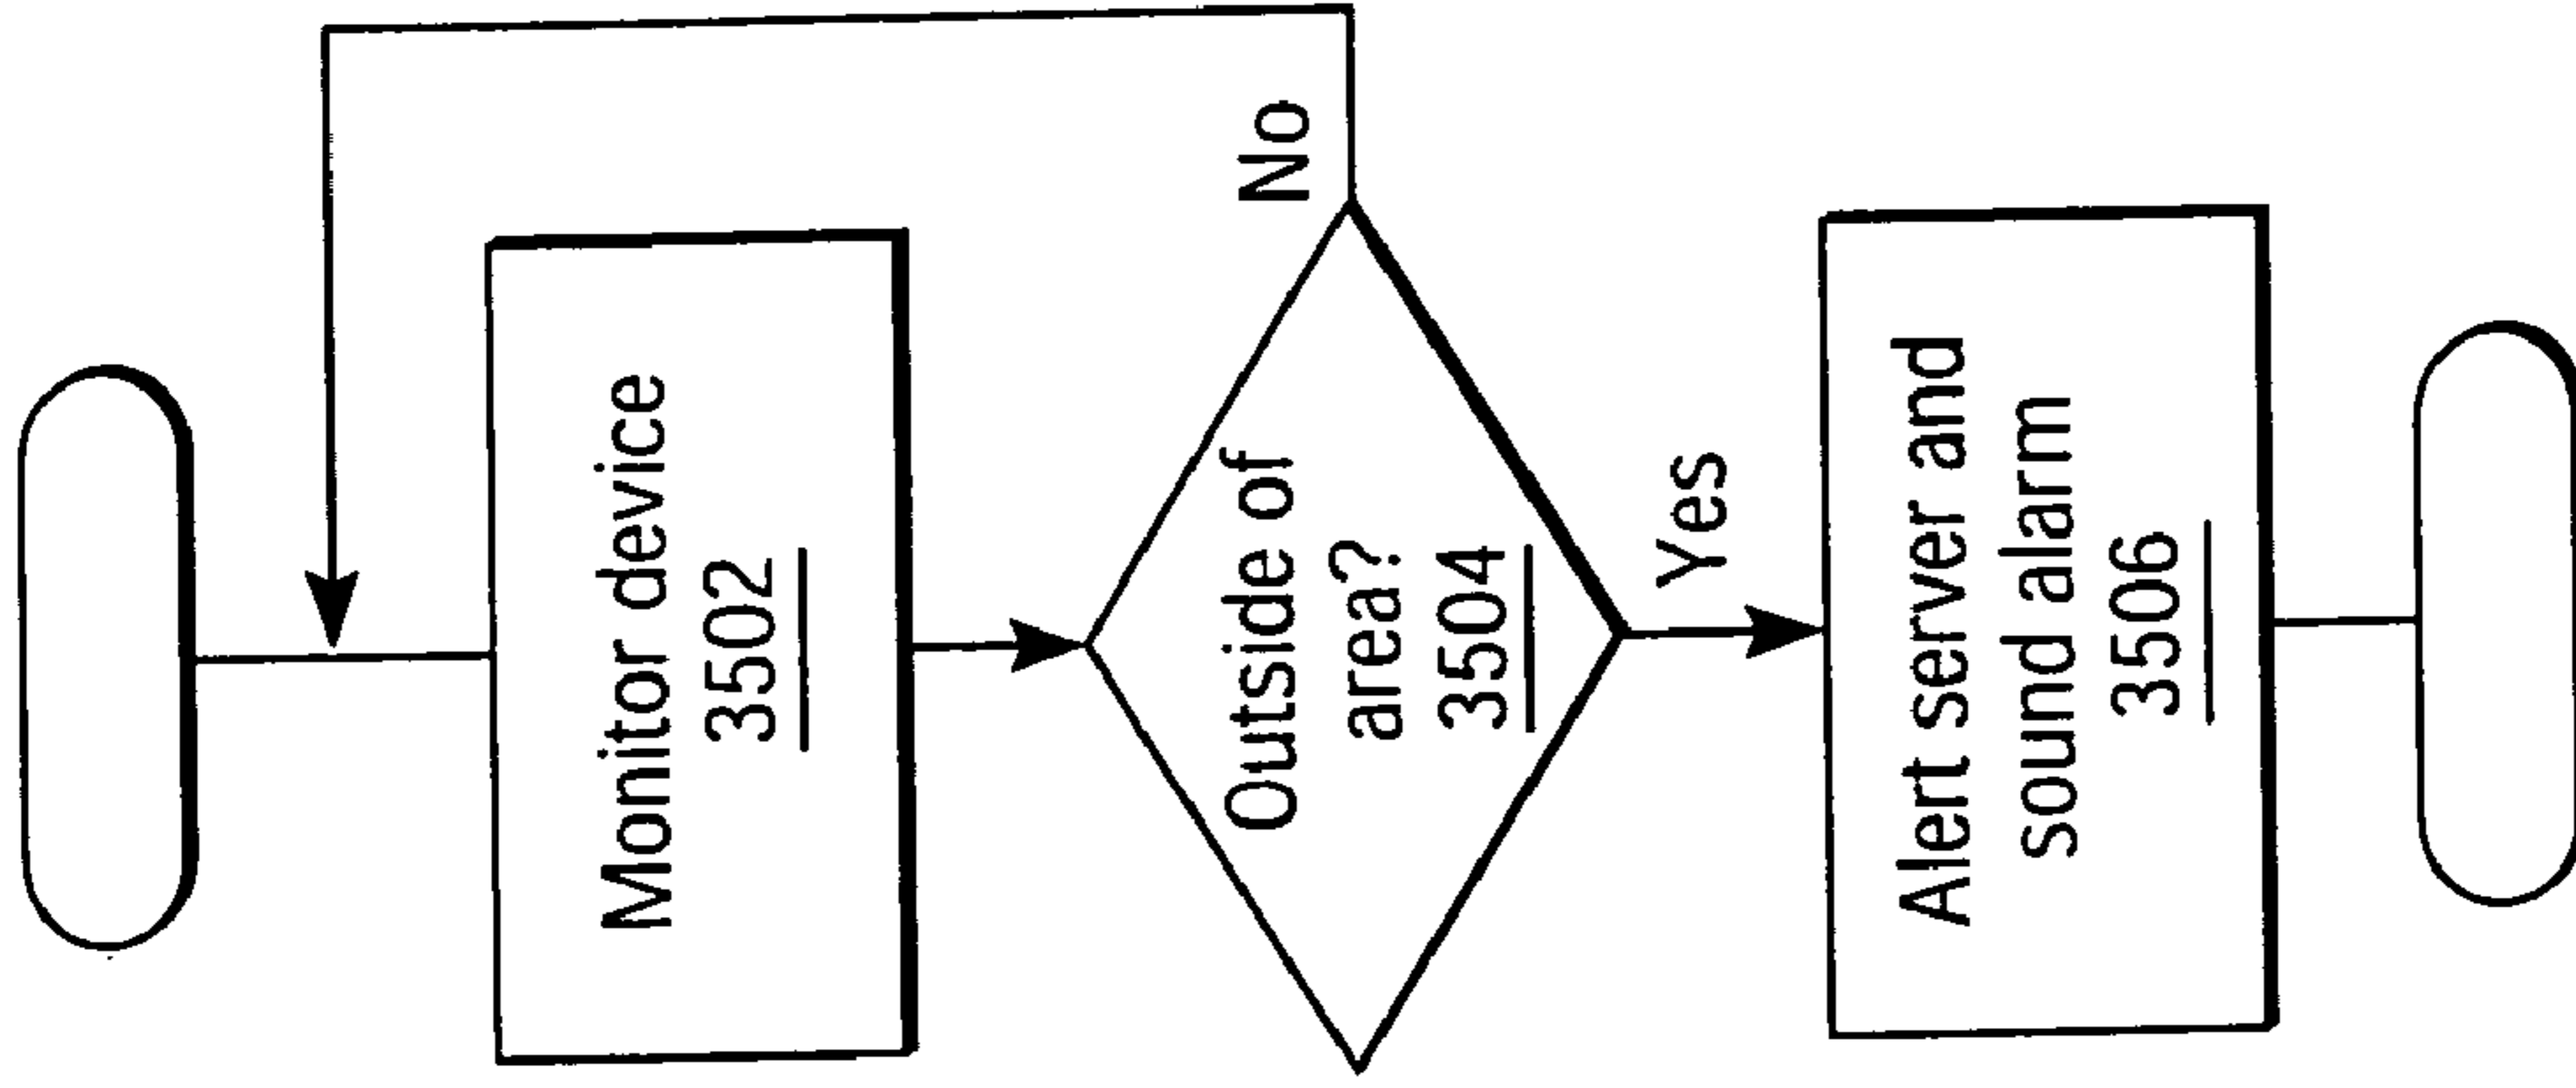 Monitor device
3502
Outside of
area?
3504
No
Yes
Alert server and
sound alarm
3506